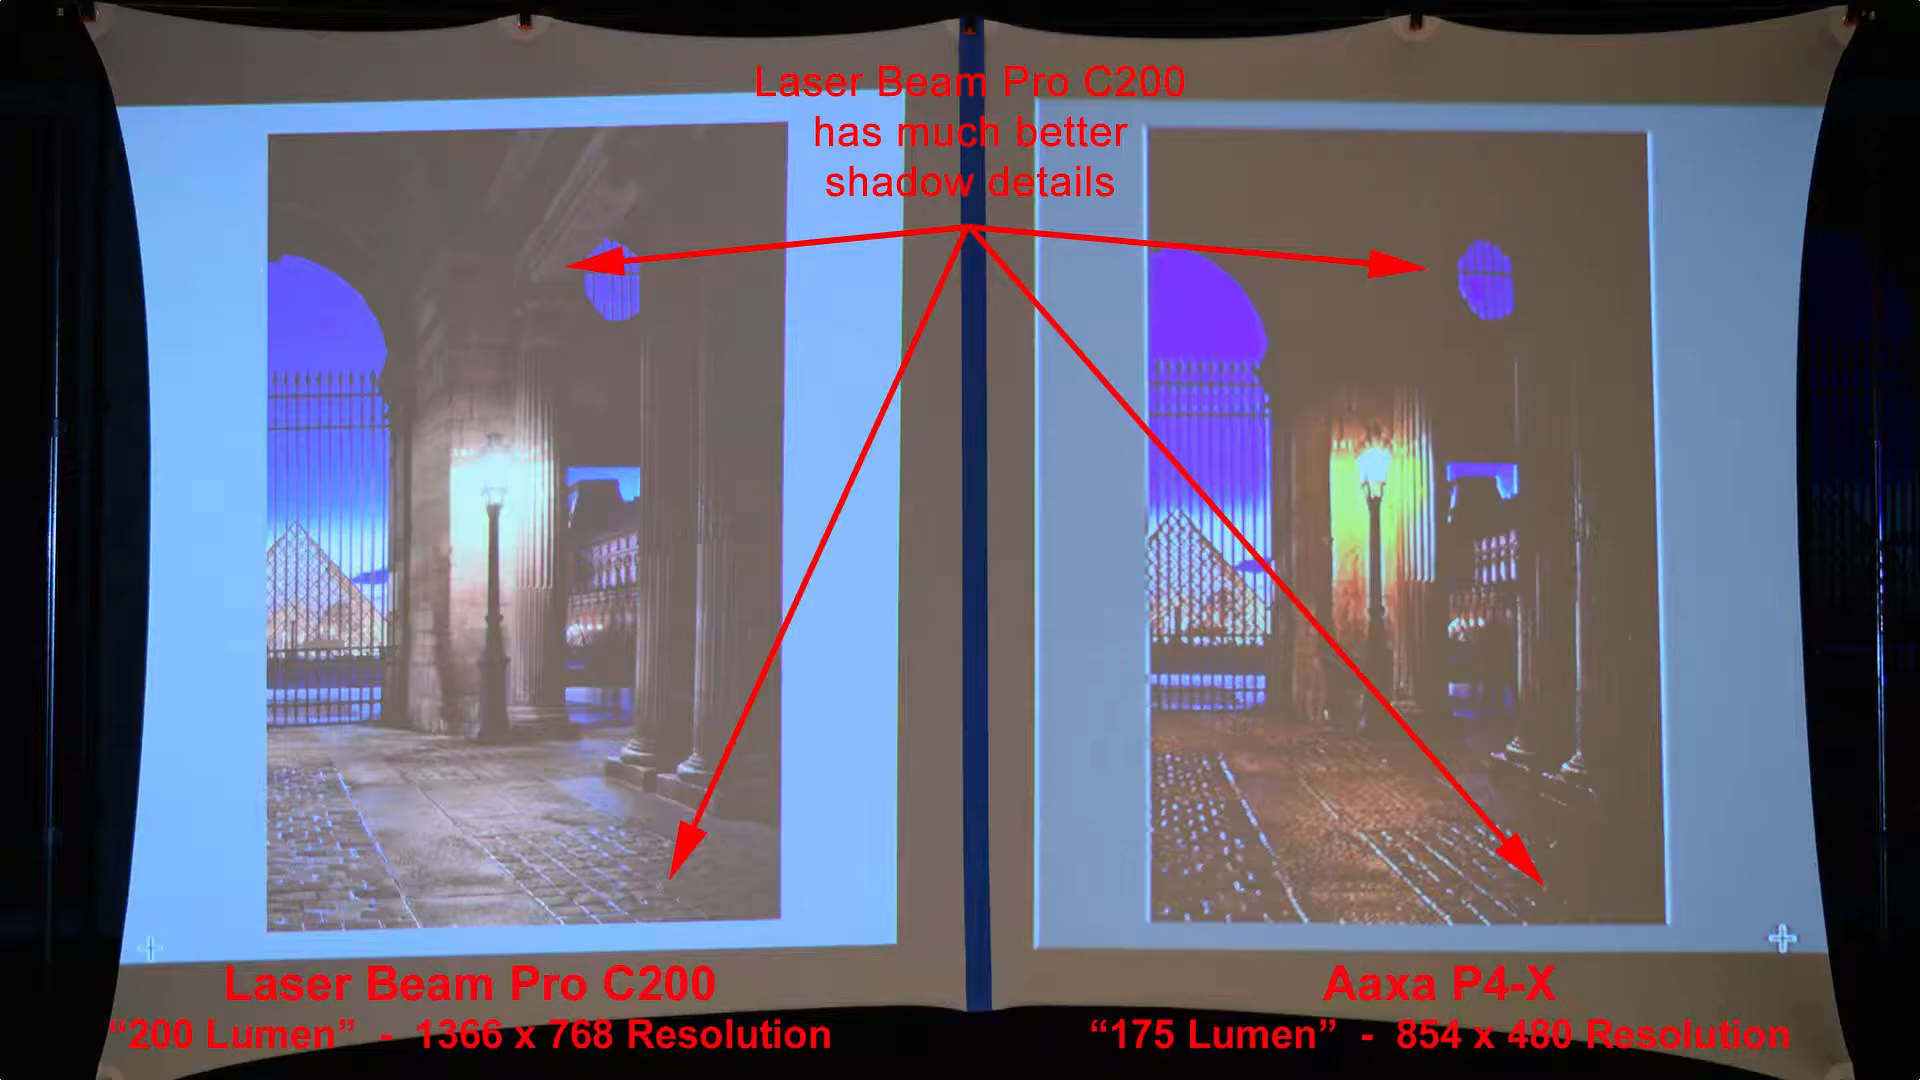 Laser Beam Pro C200
has much better
shadow details
Laser Beam Pro C200
“200 Lumen” - 1366 x 768 Resolution
Aaxa P4-X
“175 Lumen” - 854 x 480 Resolution